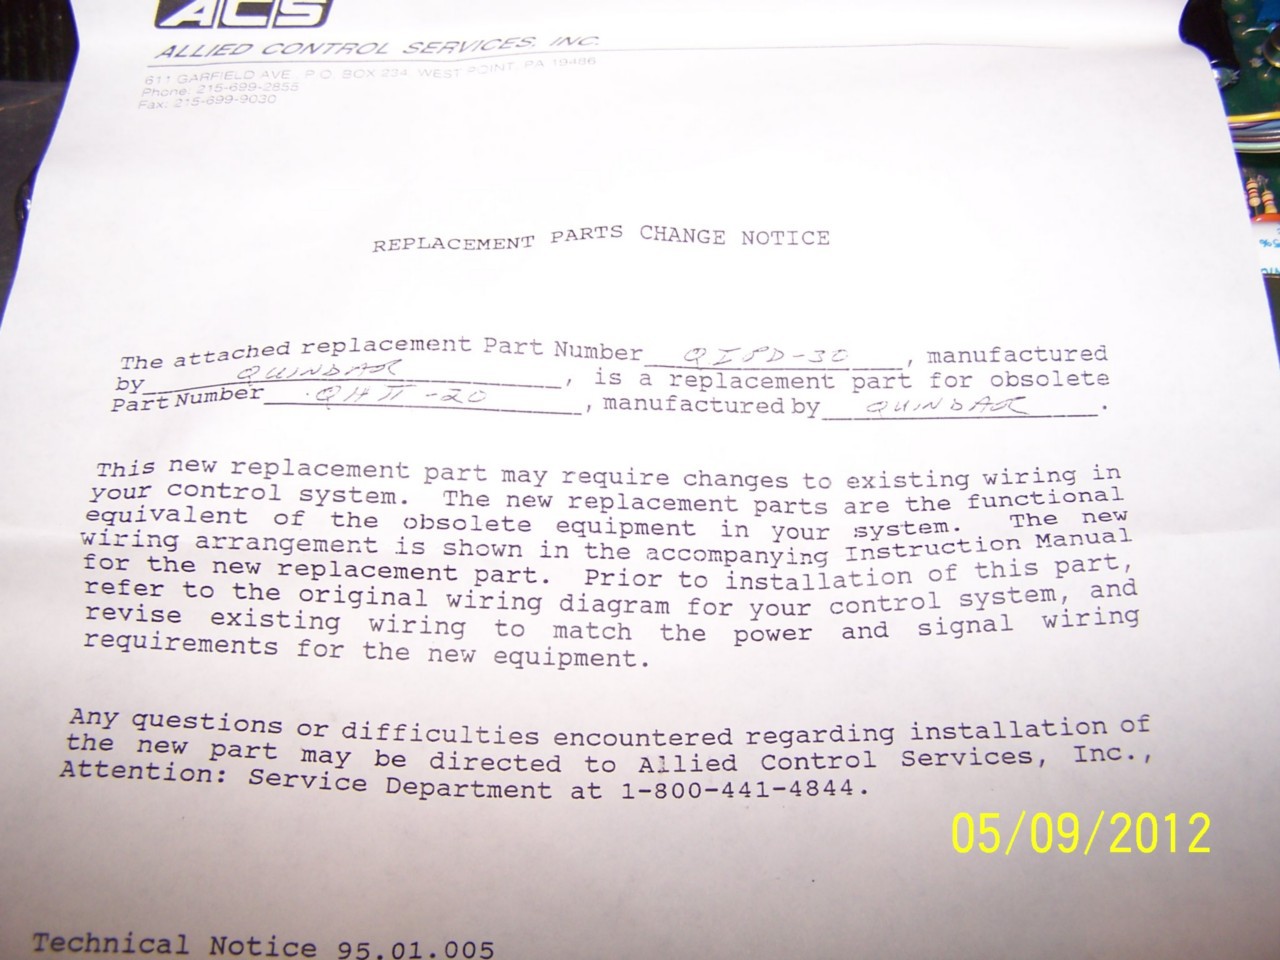 ACS
ALLIED CONTROL SERVICES, INC.
611 GARFIELD AVE P.O. BOX 234 WEST POINT, PA 19486
Phone: 215-699-2855
Fax: 215-699-9030
REPLACEMENT PARTS CHANGE NOTICE
The attached replacement Part Number QIPD-30, manufactured
by QUINDAR, is a replacement part for obsolete
Part Number QHTT-20, manufactured by QUINDAR.
This new replacement part may require changes to existing wiring in
your control system. The new replacement parts are the functional
equivalent of the obsolete equipment in your system. The new
wiring arrangement is shown in the accompanying Instruction Manual
for the new replacement part. Prior to installation of this part,
refer to the original wiring diagram for your control system, and
revise existing wiring to match the power and signal wiring
requirements for the new equipment.
Any questions or difficulties encountered regarding installation of
the new part may be directed to Allied Control Services, Inc.,
Attention: Service Department at 1-800-441-4844.
05/09/2012
Technical Notice 95.01.005